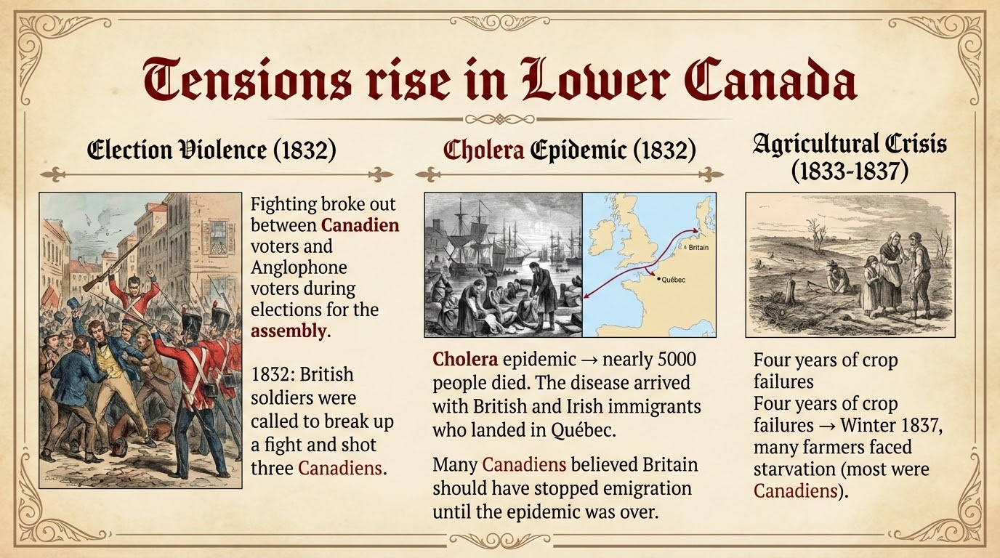 Tensions rise in Lower Canada
Election Violence (1832)
Fighting broke out
between Canadien
voters and
Anglophone
voters during
elections for the
assembly.
1832: British
soldiers were
called to break up
a fight and shot
three Canadiens.
Cholera Epidemic (1832)
Britain
Québec
Cholera epidemic → nearly 5000
people died. The disease arrived
with British and Irish immigrants
who landed in Québec.
Many Canadiens believed Britain
should have stopped emigration
until the epidemic was over.
Agricultural Crisis
(1833-1837)
Four years of crop
failures
Four years of crop
failures → Winter 1837,
many farmers faced
starvation (most were
Canadiens).